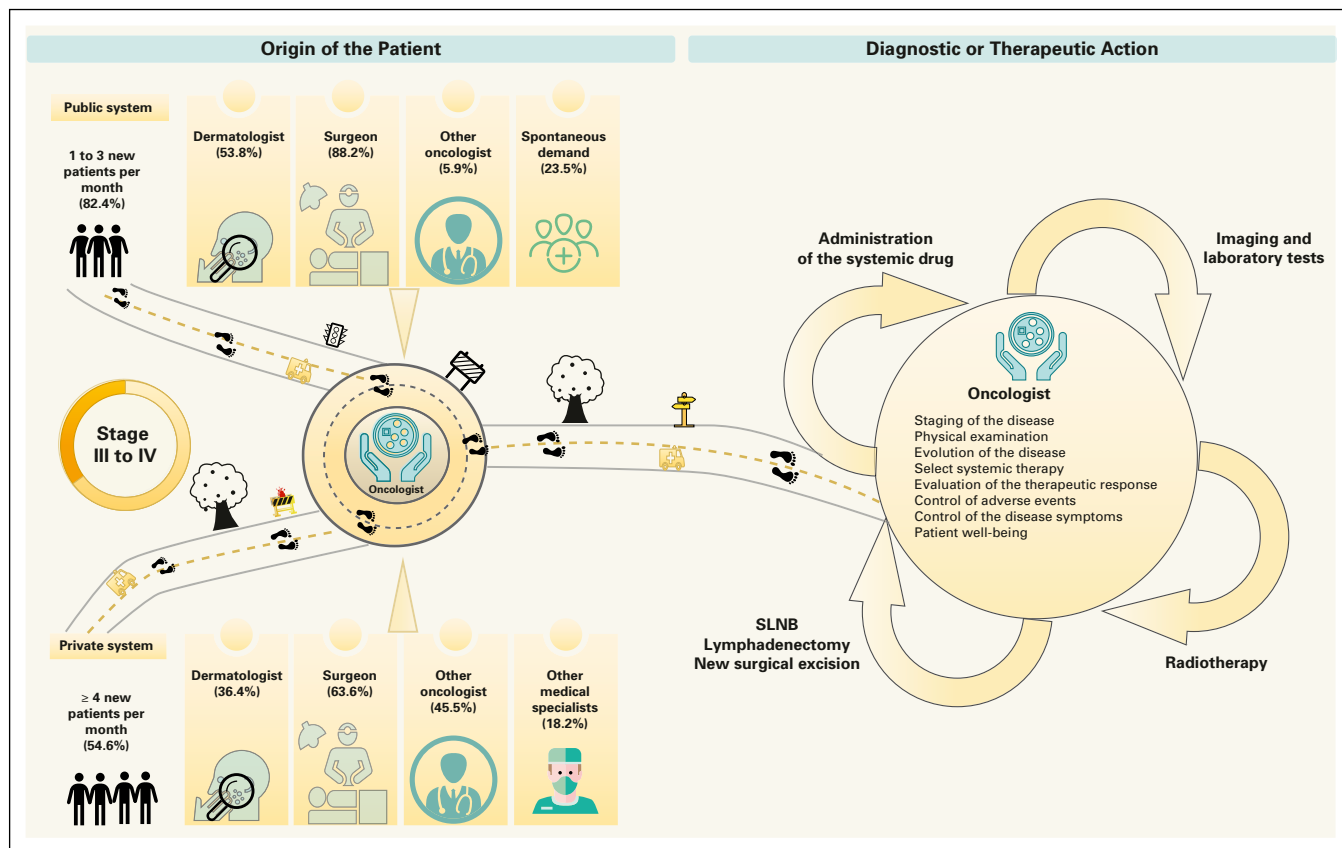 Origin of the Patient
Diagnostic or Therapeutic Action
Public system
1 to 3 new
patients per
month
(82.4%)
Dermatologist
(53.8%)
Surgeon
(88.2%)
Other
oncologist
(5.9%)
Spontaneous
demand
(23.5%)
Stage
III to IV
Oncologist
Private system
≥ 4 new
patients per
month
(54.6%)
Dermatologist
(36.4%)
Surgeon
(63.6%)
Other
oncologist
(45.5%)
Other
medical
specialists
(18.2%)
Administration
of the systemic drug
Imaging and
laboratory tests
Oncologist
Staging of the disease
Physical examination
Evolution of the disease
Select systemic therapy
Evaluation of the therapeutic response
Control of adverse events
Control of the disease symptoms
Patient well-being
SLNB
Lymphadenectomy
New surgical excision
Radiotherapy